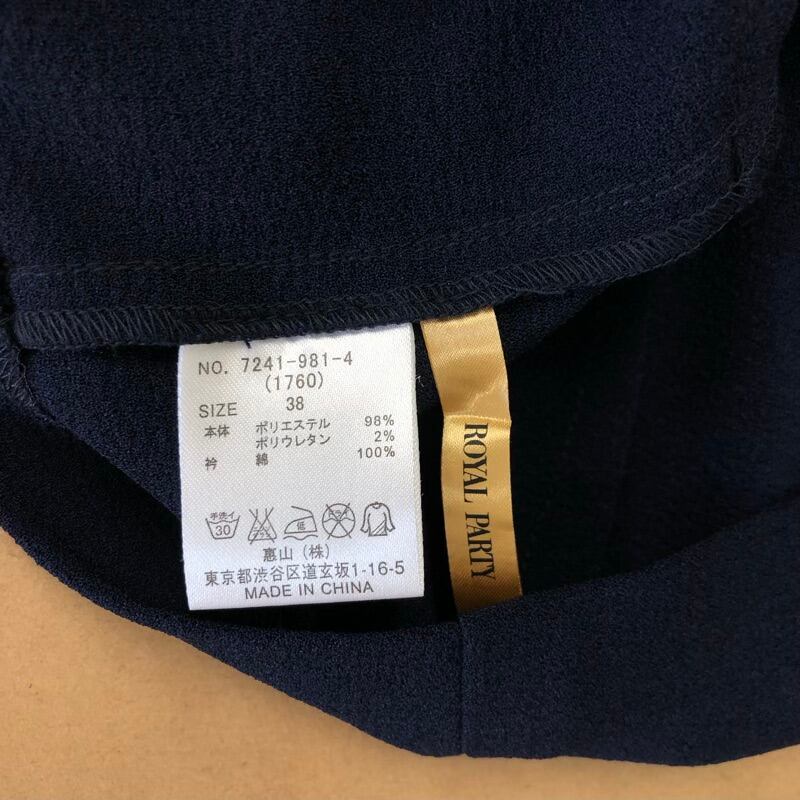 NO. 7241-981-4
(1760)
SIZE 38
本体 ポリエステル 98%
ポリウレタン 2%
衿 綿 100%
手洗イ
30
低
惠山（株）
東京都渋谷区道玄坂1-16-5
MADE IN CHINA
ROYAL PARTY